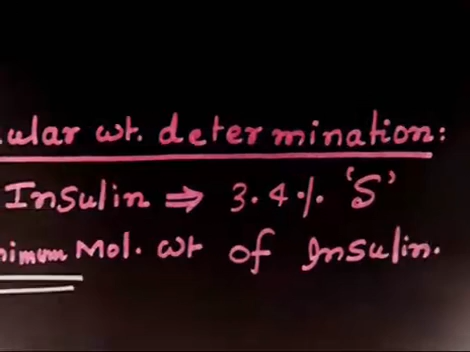 ular wt. determination:
Insulin ⇒ 3.4% 'S'
nimum Mol. wt of Insulin.